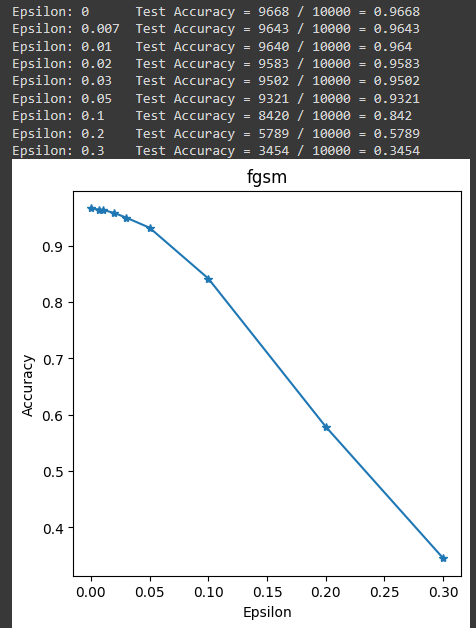 Epsilon: 0 Test Accuracy = 9668 / 10000 = 0.9668
Epsilon: 0.007 Test Accuracy = 9643 / 10000 = 0.9643
Epsilon: 0.01 Test Accuracy = 9640 / 10000 = 0.964
Epsilon: 0.02 Test Accuracy = 9583 / 10000 = 0.9583
Epsilon: 0.03 Test Accuracy = 9502 / 10000 = 0.9502
Epsilon: 0.05 Test Accuracy = 9321 / 10000 = 0.9321
Epsilon: 0.1 Test Accuracy = 8420 / 10000 = 0.842
Epsilon: 0.2 Test Accuracy = 5789 / 10000 = 0.5789
Epsilon: 0.3 Test Accuracy = 3454 / 10000 = 0.3454
fgsm
0.9
0.8
0.7
Accuracy
0.6
0.5
0.4
0.00 0.05 0.10 0.15 0.20 0.25 0.30
Epsilon